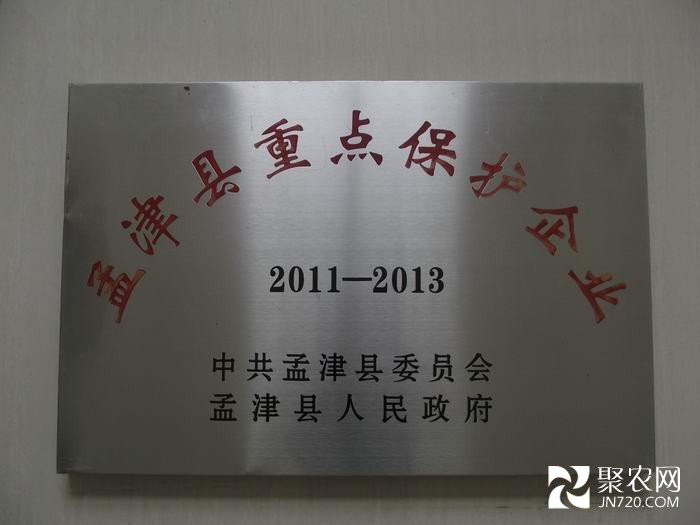 孟津县重点保护企业
2011—2013
中共孟津县委员会
孟津县人民政府
聚农网
JN720.COM